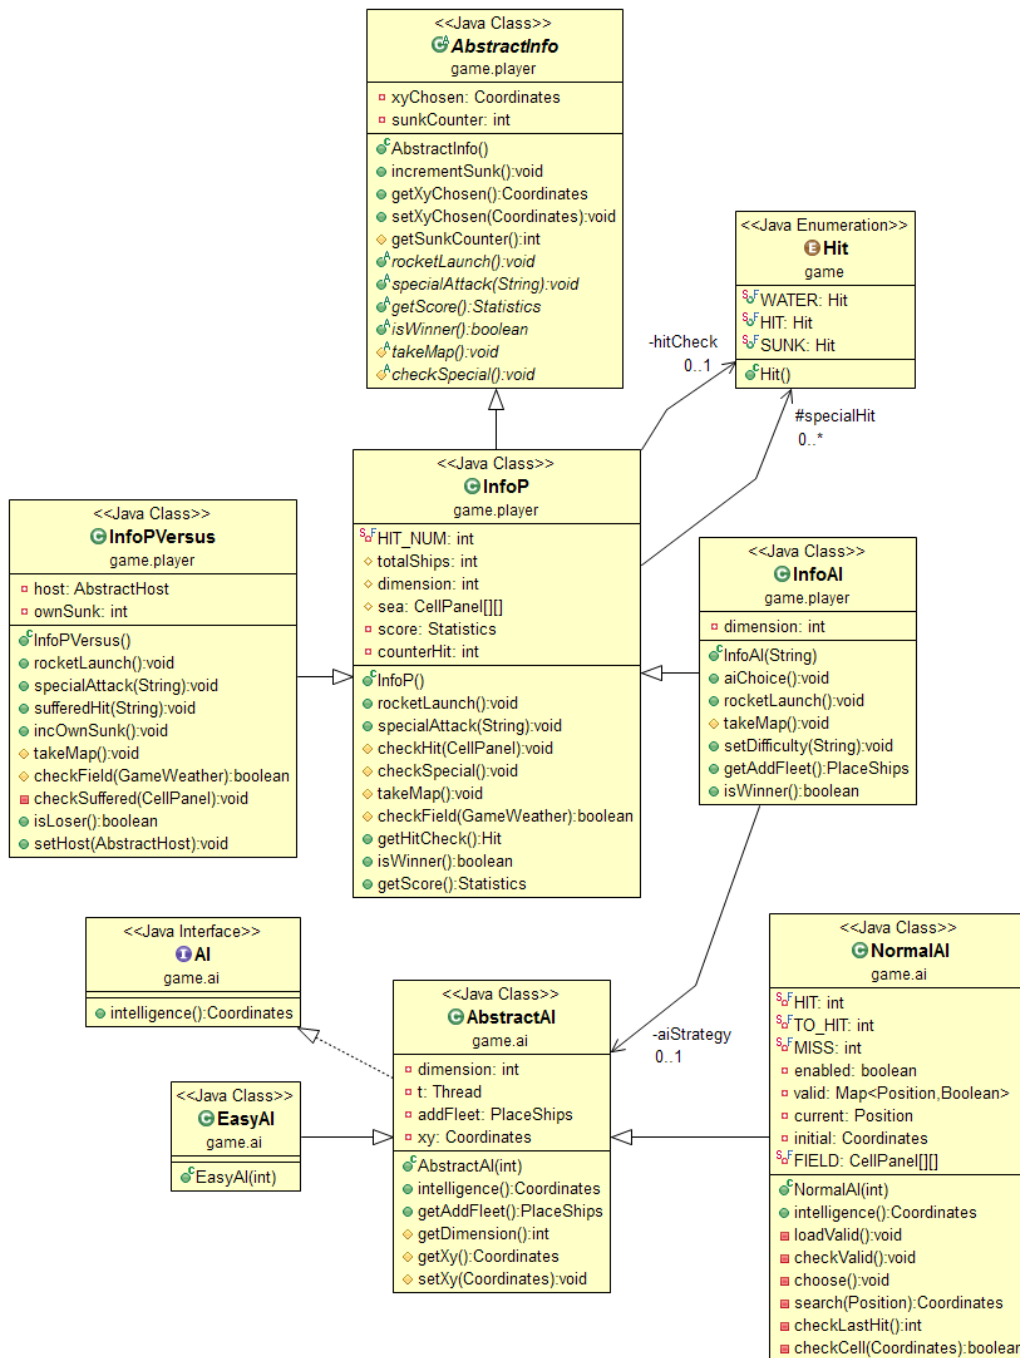 <<Java Class>>
AbstractInfo
game.player
xyChosen: Coordinates
sunkCounter: int
AbstractInfo()
incrementSunk():void
getXyChosen():Coordinates
setXyChosen(Coordinates):void
getSunkCounter():int
rocketLaunch():void
specialAttack(String):void
getScore():Statistics
isWinner():boolean
takeMap():void
checkSpecial():void
<<Java Enumeration>>
Hit
game
WATER: Hit
HIT: Hit
SUNK: Hit
Hit()
-hitCheck
0..1
#specialHit
0..*
<<Java Class>>
InfoP
game.player
HIT_NUM: int
totalShips: int
dimension: int
sea: CellPanel[][]
score: Statistics
counterHit: int
InfoP()
rocketLaunch():void
specialAttack(String):void
checkHit(CellPanel):void
checkSpecial():void
takeMap():void
checkField(GameWeather):boolean
getHitCheck():Hit
isWinner():boolean
getScore():Statistics
<<Java Class>>
InfoPVersus
game.player
host: AbstractHost
ownSunk: int
InfoPVersus()
rocketLaunch():void
specialAttack(String):void
sufferedHit(String):void
incOwnSunk():void
takeMap():void
checkField(GameWeather):boolean
checkSuffered(CellPanel):void
isLoser():boolean
setHost(AbstractHost):void
<<Java Class>>
InfoAI
game.player
dimension: int
InfoAI(String)
aiChoice():void
rocketLaunch():void
takeMap():void
setDifficulty(String):void
getAddFleet():PlaceShips
isWinner():boolean
<<Java Interface>>
AI
game.ai
intelligence():Coordinates
<<Java Class>>
AbstractAI
game.ai
dimension: int
t: Thread
addFleet: PlaceShips
xy: Coordinates
AbstractAI(int)
intelligence():Coordinates
getAddFleet():PlaceShips
getDimension():int
getXy():Coordinates
setXy(Coordinates):void
-aiStrategy
0..1
<<Java Class>>
EasyAI
game.ai
EasyAI(int)
<<Java Class>>
NormalAI
game.ai
HIT: int
TO_HIT: int
MISS: int
enabled: boolean
valid: Map<Position,Boolean>
current: Position
initial: Coordinates
FIELD: CellPanel[][]
NormalAI(int)
intelligence():Coordinates
loadValid():void
checkValid():void
choose():void
search(Position):Coordinates
checkLastHit():int
checkCell(Coordinates):boolean